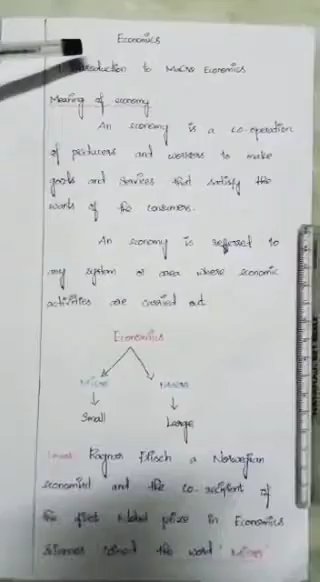 Economics
Introduction to Macro Economics
Meaning of economy
An economy is a co-operation
of producers and workers to make
goods and services that satisfy the
wants of the consumers.
An economy is referred to
any system or area where economic
activities are carried out
Economics
Micro Macro
Small Large
Ragnar Frisch a Norwegian
economist and the co-recipient of
the first Nobel prize in Economics
Sciences coined the word "Micro"